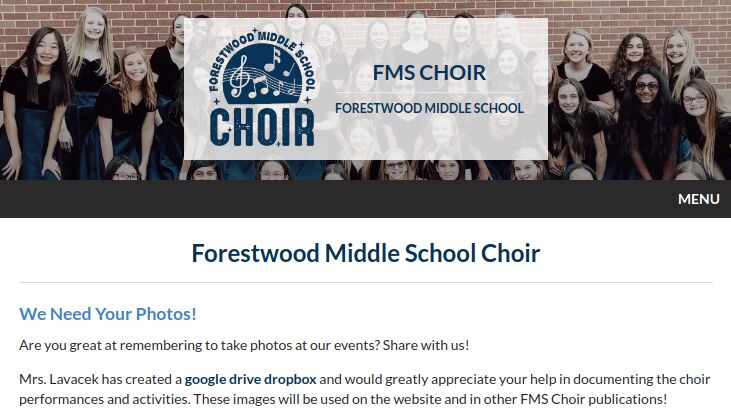 FORESTWOOD MIDDLE SCHOOL
CHOIR
FMS CHOIR
FORESTWOOD MIDDLE SCHOOL
MENU
Forestwood Middle School Choir
We Need Your Photos!
Are you great at remembering to take photos at our events? Share with us!
Mrs. Lavacek has created a google drive dropbox and would greatly appreciate your help in documenting the choir
performances and activities. These images will be used on the website and in other FMS Choir publications!